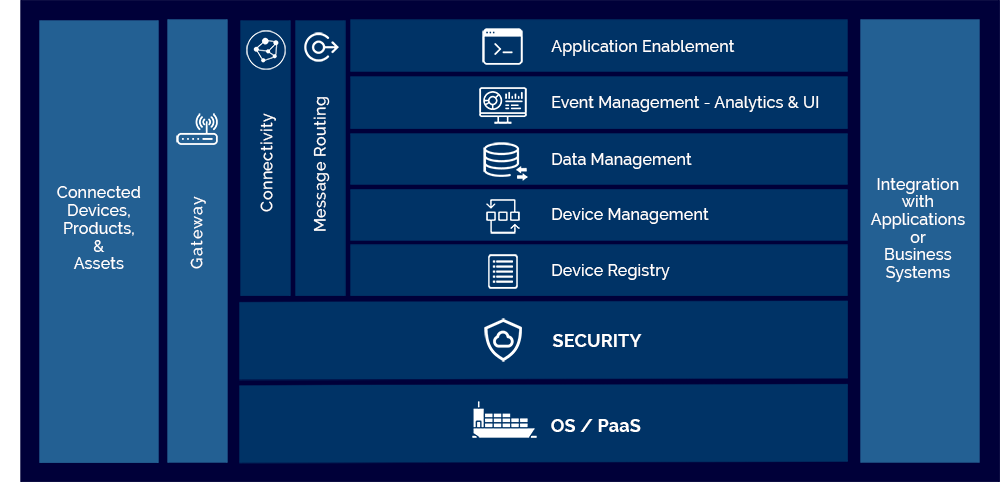 Connected
Devices,
Products,
&
Assets
Gateway
Connectivity
Message Routing
Application Enablement
Event Management - Analytics & UI
Data Management
Device Management
Device Registry
SECURITY
OS / PaaS
Integration
with
Applications
or
Business
Systems